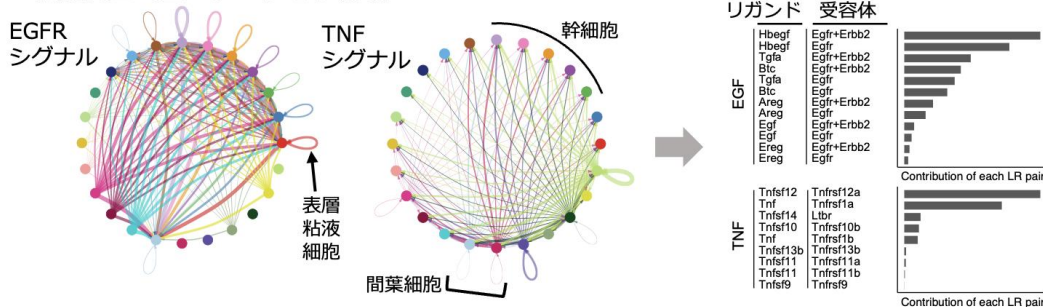 EGFR
シグナル
TNF
シグナル
幹細胞
表層
粘液
細胞
間葉細胞
リガンド 受容体
EGF
Hbegf Egfr+Erbb2
Hbegf Egfr
Tgfa Egfr+Erbb2
Btc Egfr+Erbb2
Tgfa Egfr
Btc Egfr
Areg Egfr+Erbb2
Areg Egfr
Egf Egfr+Erbb2
Egf Egfr
Ereg Egfr+Erbb2
Ereg Egfr
Contribution of each LR pair
TNF
Tnfsf12 Tnfrsf12a
Tnf Tnfrsf1a
Tnfsf14 Ltbr
Tnfsf10 Tnfrsf10b
Tnf Tnfrsf1b
Tnfsf13b Tnfrsf13b
Tnfsf11 Tnfrsf11a
Tnfsf11 Tnfrsf11b
Tnfsf9 Tnfrsf9
Contribution of each LR pair